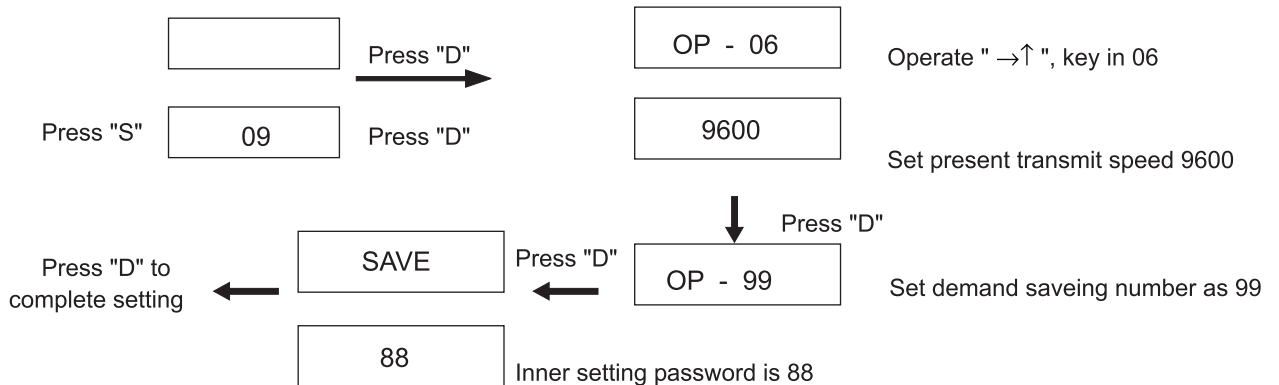 Press "D"
OP - 06
Operate " →↑ ", key in 06
Press "S"
09
Press "D"
9600
Set present transmit speed 9600
Press "D"
SAVE
Press "D"
OP - 99
Press "D" to
complete setting
Set demand saveing number as 99
88
Inner setting password is 88